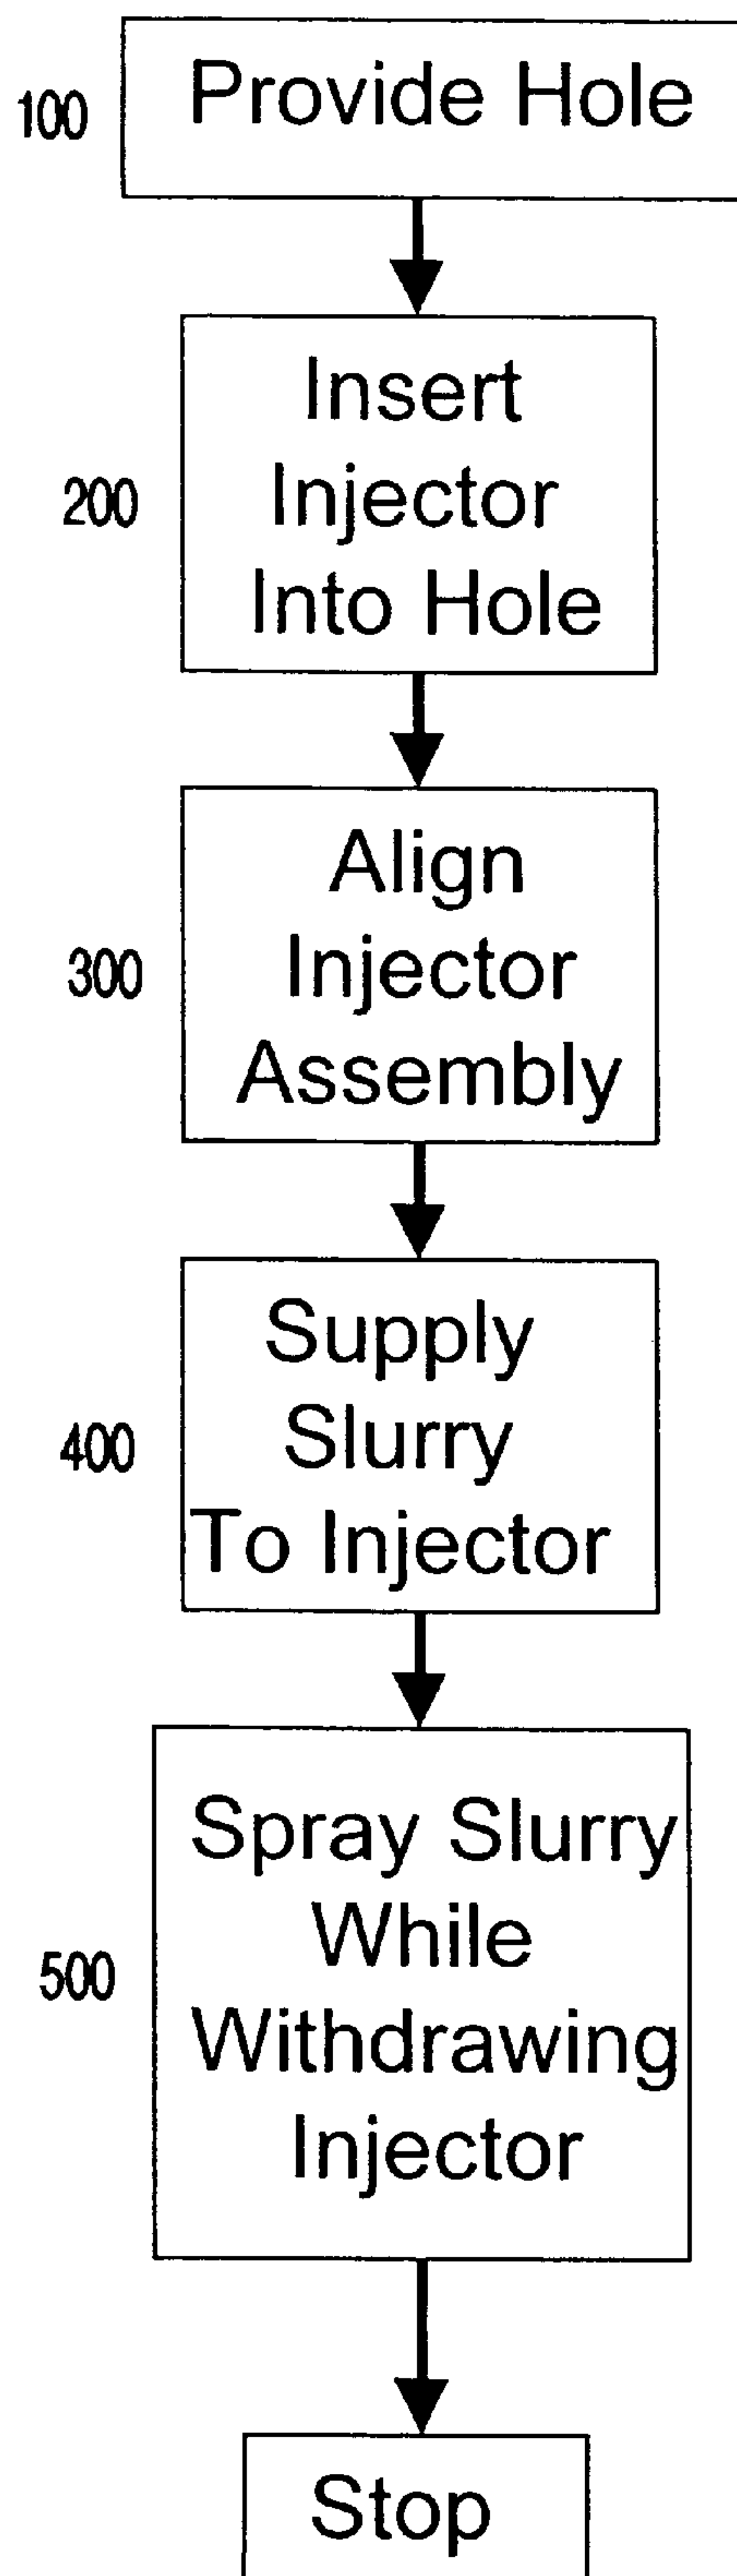 100
Provide Hole
200
Insert
Injector
Into Hole
300
Align
Injector
Assembly
400
Supply
Slurry
To Injector
500
Spray Slurry
While
Withdrawing
Injector
Stop